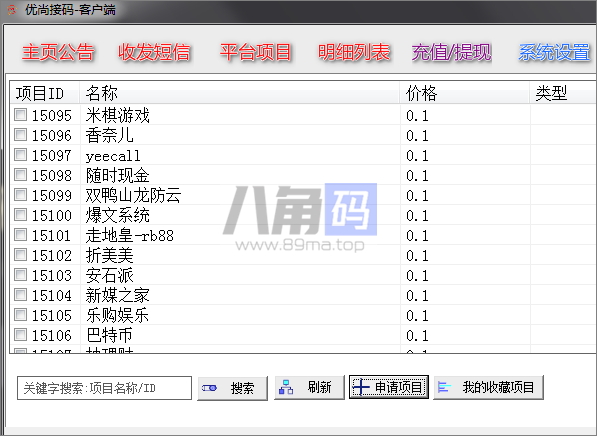 优尚接码-客户端
主页公告 收发短信 平台项目 明细列表 充值/提现 系统设置
项目ID 名称 价格 类型
15095 米棋游戏 0.1
15096 香奈儿 0.1
15097 yeecall 0.1
15098 随时现金 0.1
15099 双鸭山龙防云 0.1
15100 爆文系统 0.1
15101 走地皇-rb88 0.1
15102 折美美 0.1
15103 安石派 0.1
15104 新媒之家 0.1
15105 乐购娱乐 0.1
15106 巴特币 0.1
八角码
www.89ma.top
关键字搜索:项目名称/ID 搜索 刷新 申请项目 我的收藏项目